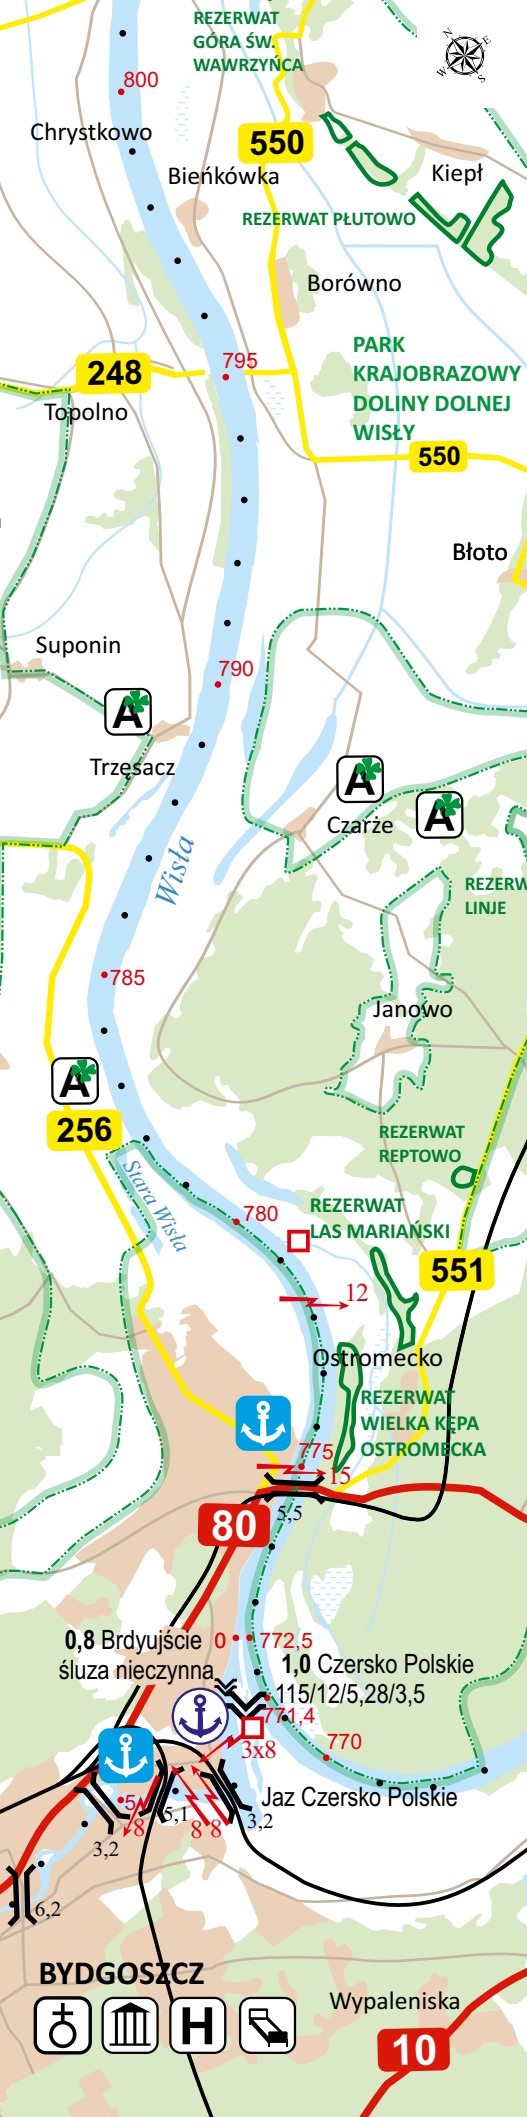 REZERWAT
GÓRA ŚW.
WAWRZYŃCA
N
E
S
W
800
Chrystkowo
550
Bieńkówka
Kiepł
REZERWAT PŁUTOWO
Borówno
PARK
KRAJOBRAZOWY
DOLINY DOLNEJ
WISŁY
795
248
Topolno
550
Błoto
Suponin
790
A
Trzęsacz
A
A
Czarże
Wisła
REZERW
LINJE
785
Janowo
A
256
REZERWAT
REPTOWO
Stara Wisła
780
REZERWAT
LAS MARIAŃSKI
551
12
Ostromecko
REZERWAT
WIELKA KĘPA
OSTROMECKA
775
15
80
5,5
0,8 Brdyujście
śluza nieczynna
0
772,5
1,0 Czersko Polskie
115/12/5,28/3,5
771,4
3x8
770
Jaz Czersko Polskie
5
8
5,1
8
8
3,2
3,2
6,2
BYDGOSZCZ
H
Wypaleniska
10